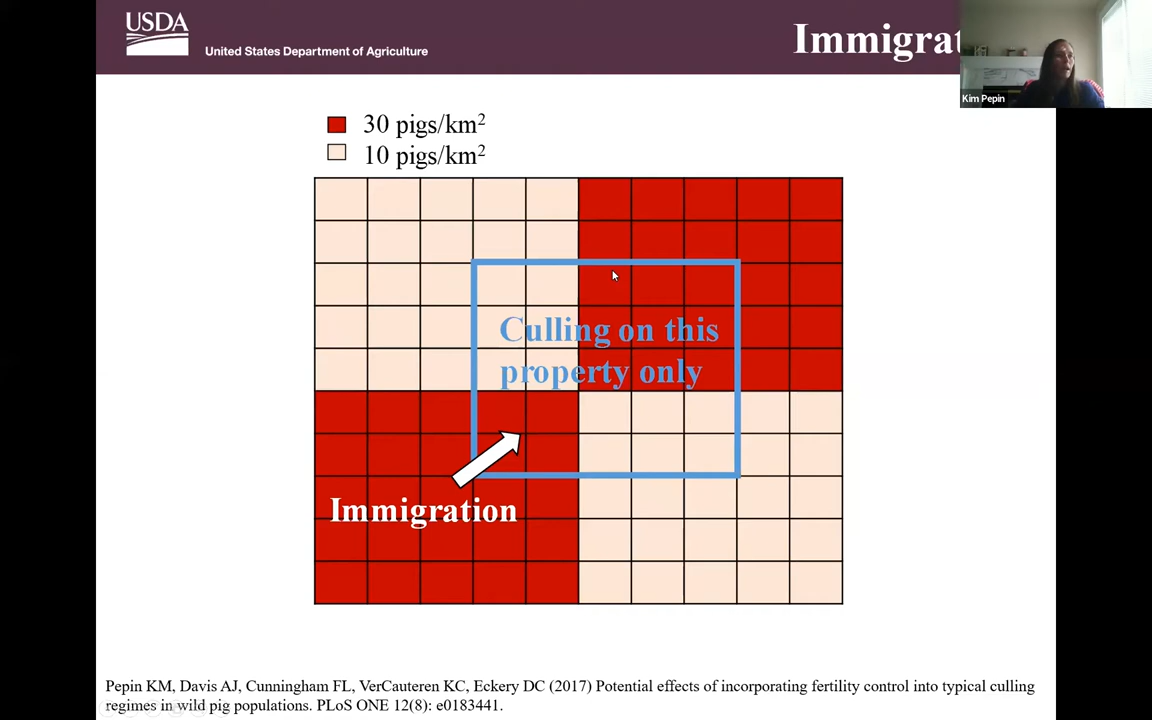 USDA
United States Department of Agriculture
Immigrat
Kim Pepin
30 pigs/km²
10 pigs/km²
Culling on this
property only
Immigration
Pepin KM, Davis AJ, Cunningham FL, VerCauteren KC, Eckery DC (2017) Potential effects of incorporating fertility control into typical culling
regimes in wild pig populations. PLoS ONE 12(8): e0183441.